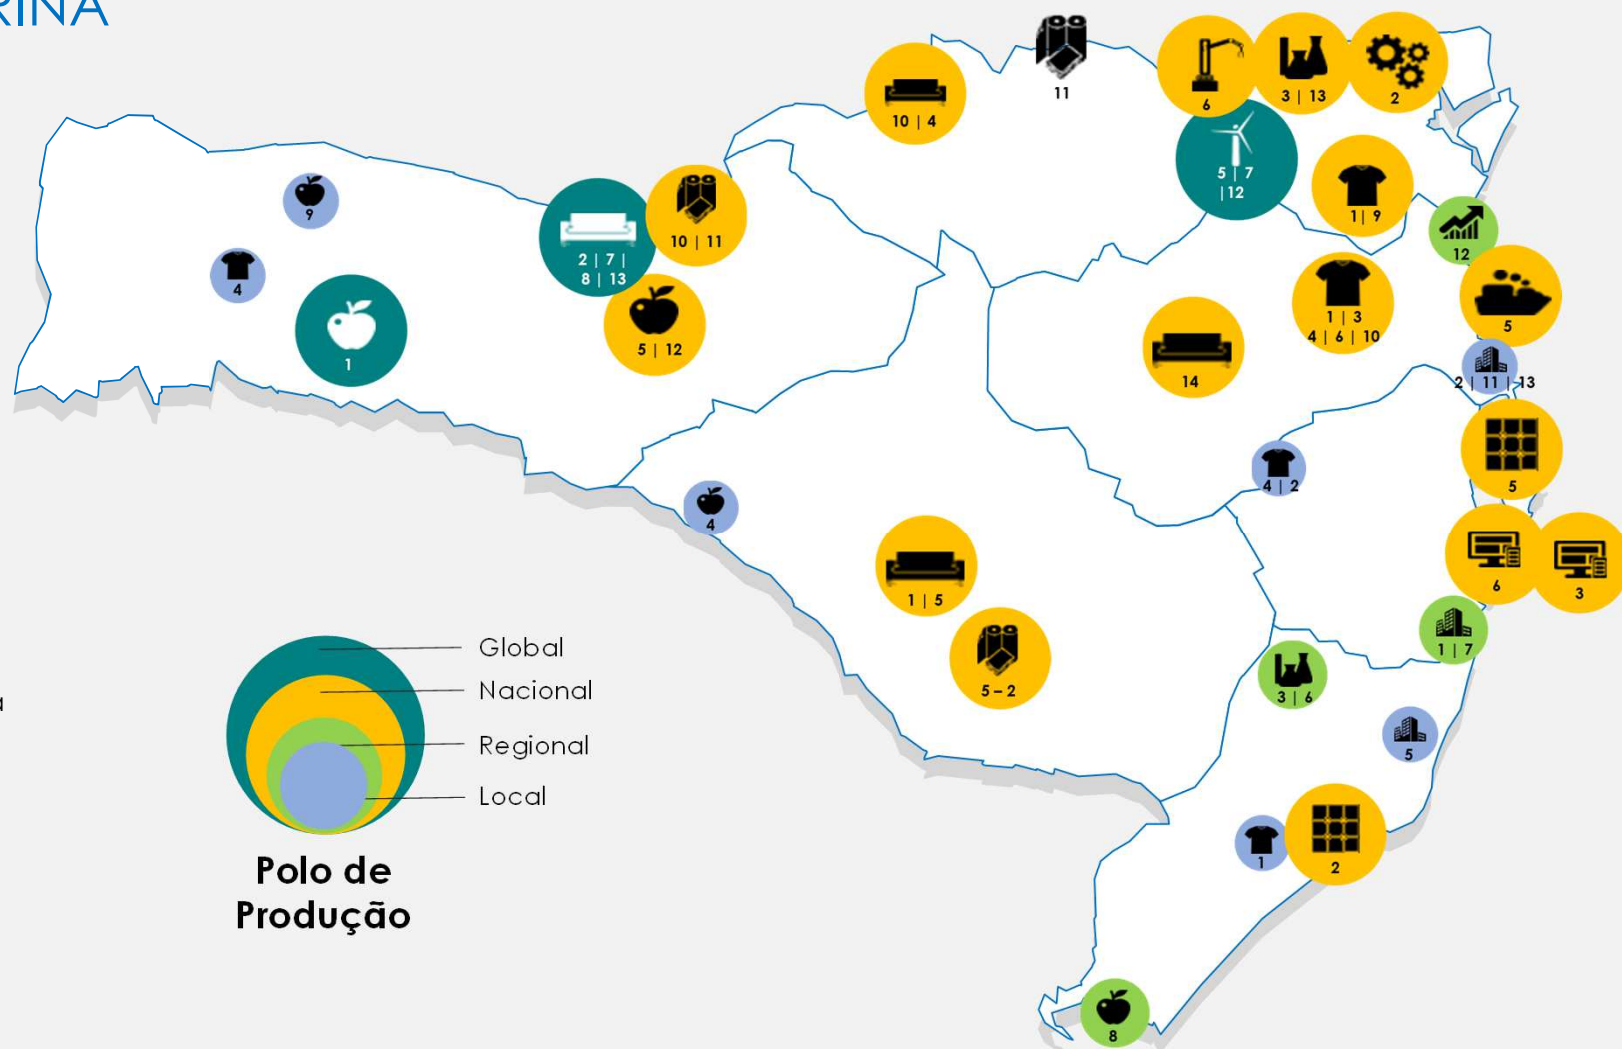 RINA
11
6
3 | 13
2
10 | 4
5 | 7
| 12
1| 9
9
10 | 11
2 | 7 |
8 | 13
12
4
5
1 | 3
4 | 6 | 10
5 | 12
1
14
2 | 11 | 13
4 | 2
5
4
6
3
1 | 5
1 | 7
Global
Nacional
Regional
Local
5 – 2
3 | 6
a
5
1
2
Polo de
Produção
8